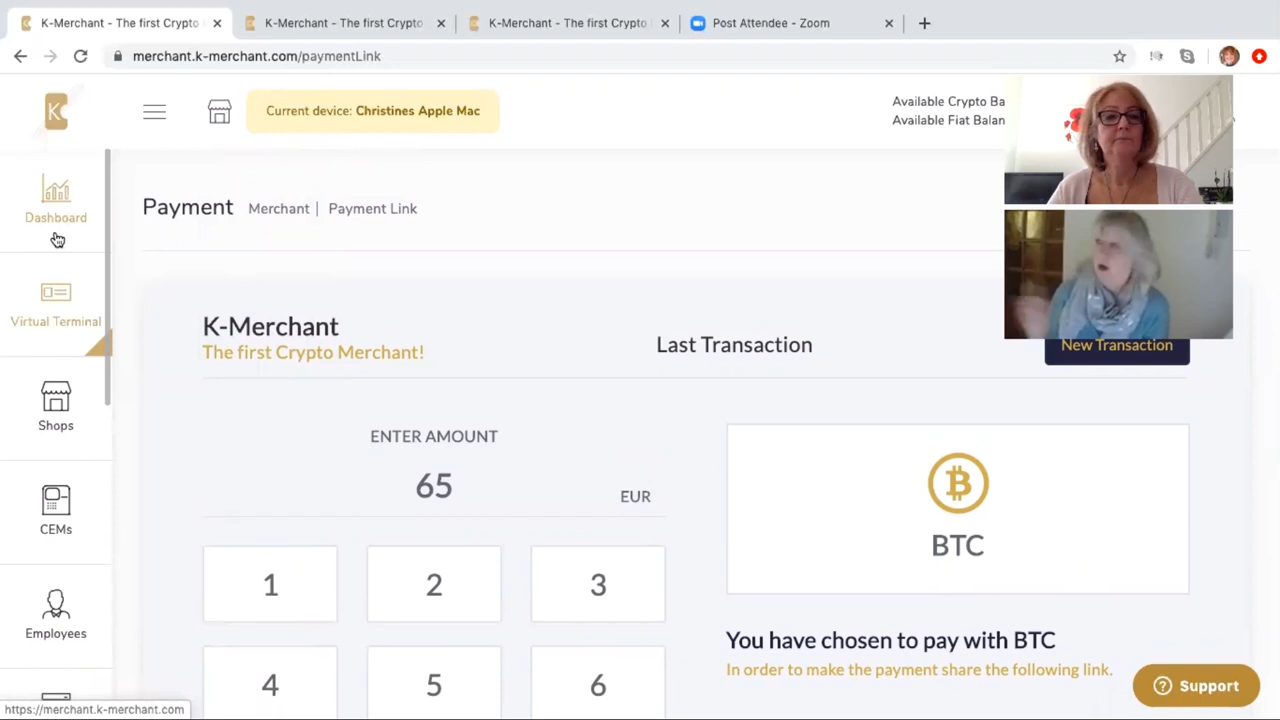 K-Merchant - The first Crypto
K-Merchant - The first Crypto
K-Merchant - The first Crypto
Post Attendee - Zoom
merchant.k-merchant.com/paymentLink
K
Current device: Christines Apple Mac
Available Crypto Ba
Available Fiat Balan
Dashboard
Virtual Terminal
Shops
CEMs
Employees
Payment Merchant | Payment Link
K-Merchant
The first Crypto Merchant!
Last Transaction
New Transaction
ENTER AMOUNT
65
EUR
1 2 3
4 5 6
BTC
You have chosen to pay with BTC
In order to make the payment share the following link.
Support
https://merchant.k-merchant.com